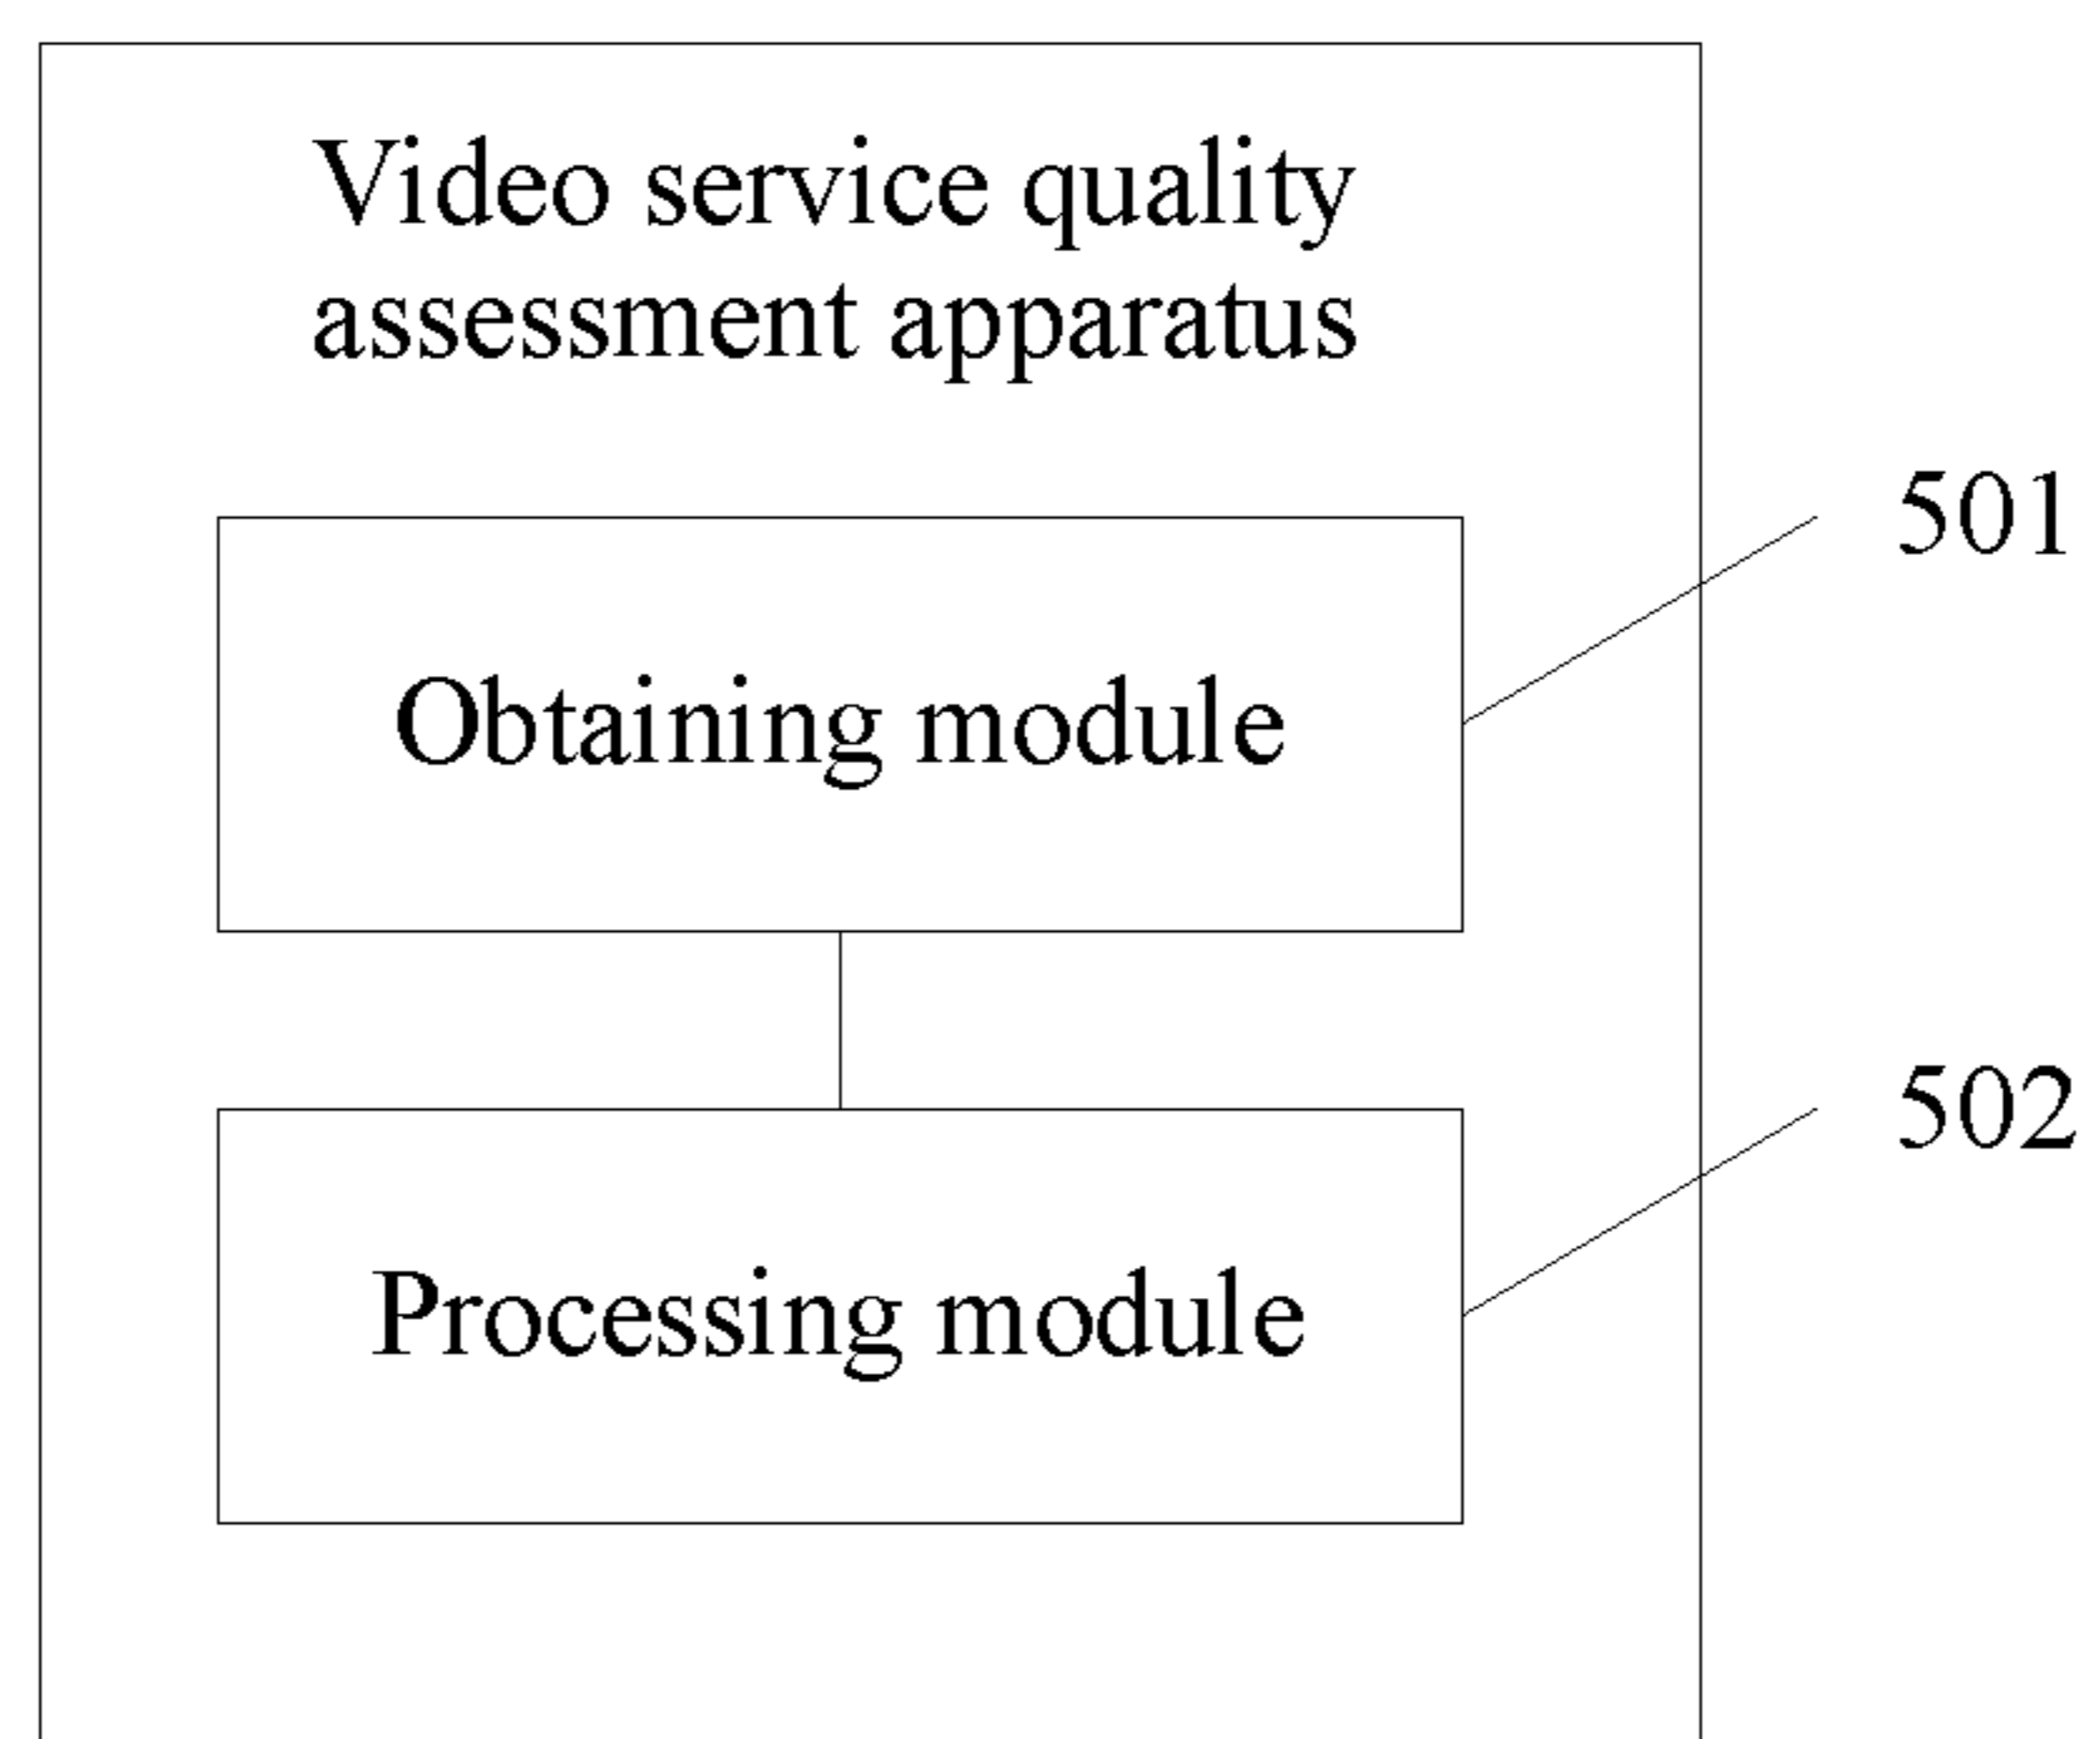 Video service quality
assessment apparatus
501
Obtaining module
502
Processing module